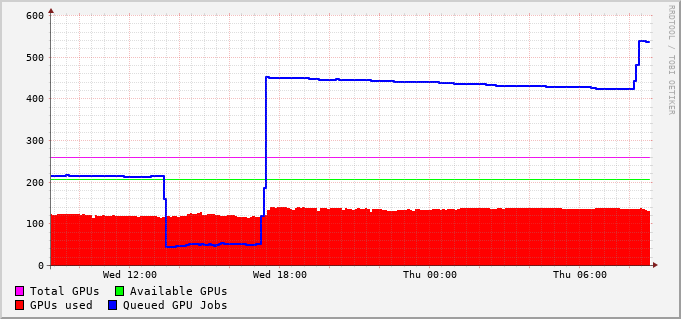 600
500
400
300
200
100
0
Wed 12:00 Wed 18:00 Thu 00:00 Thu 06:00
Total GPUs Available GPUs
GPUs used Queued GPU Jobs
RRDTOOL / TOBI OETIKER